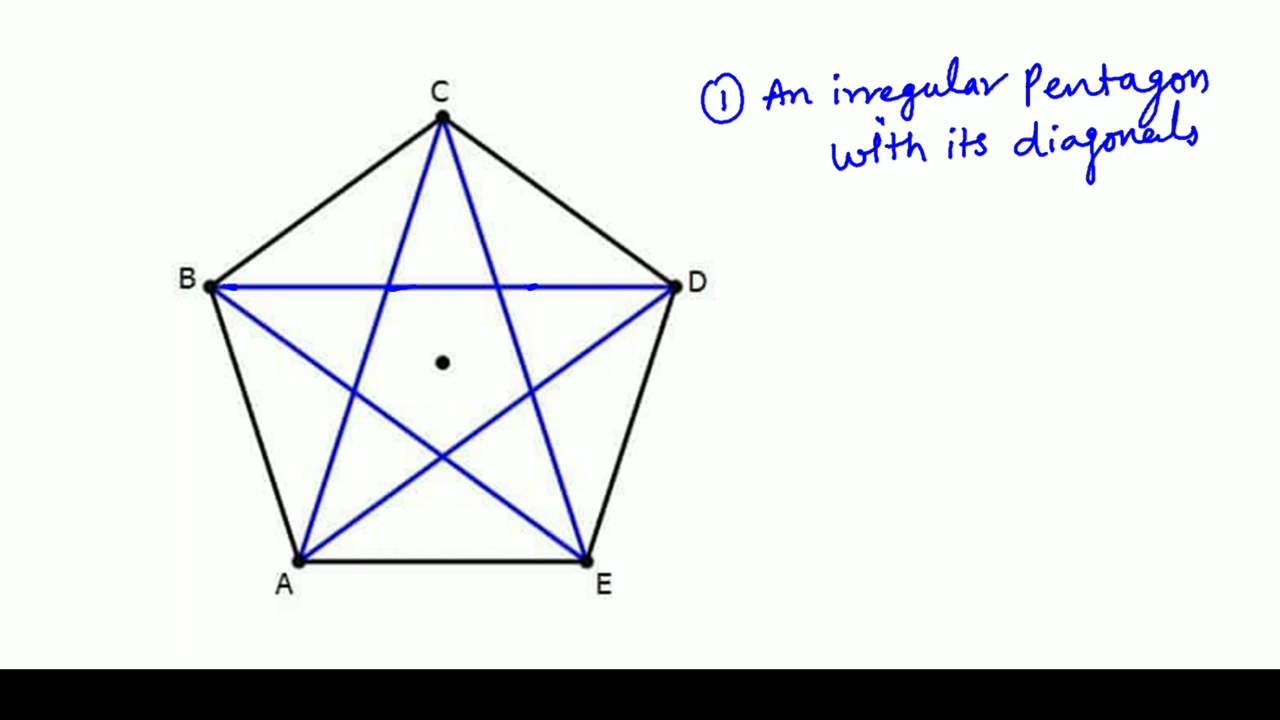 C
① An irregular Pentagon
with its diagonals
B
D
A
E